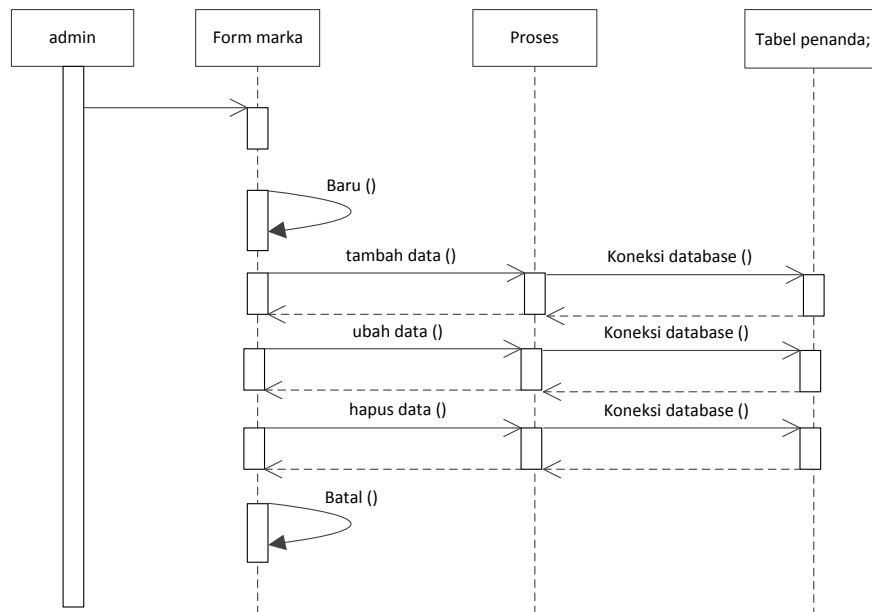 admin
Form marka
Proses
Tabel penanda;
Baru ()
tambah data ()
Koneksi database ()
ubah data ()
Koneksi database ()
hapus data ()
Koneksi database ()
Batal ()